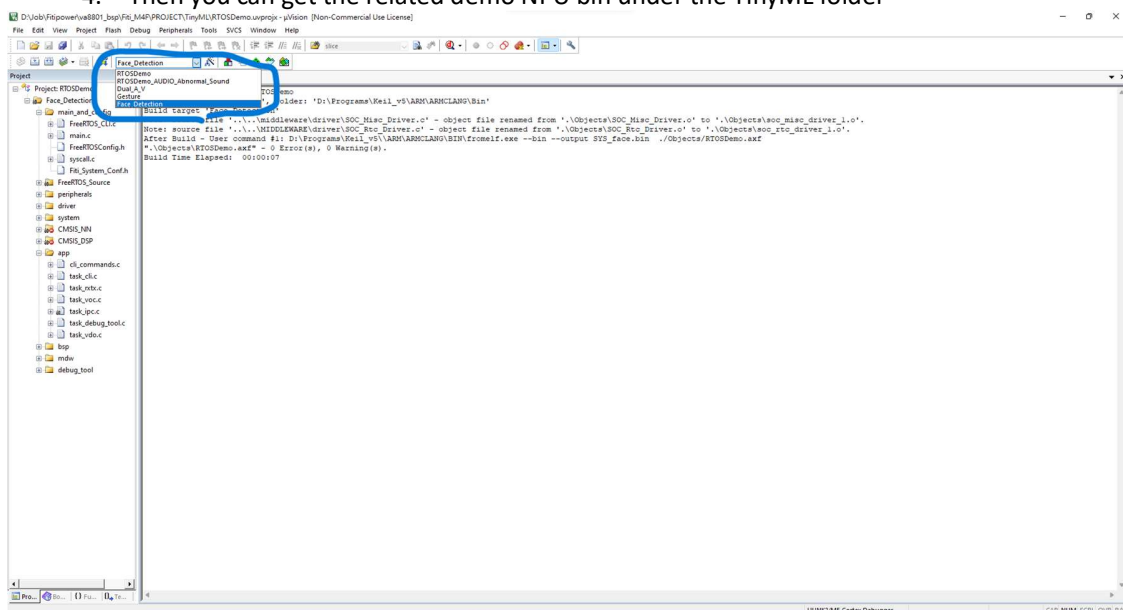 4. Then you can get the related demo NPU bin under the TinyML folder
D:\Job\Fitipower\va8801_bsp\Fiti_M4F\PROJECT\TinyML\RTOSDemo.uvprojx - µVision [Non-Commercial Use License]
File Edit View Project Flash Debug Peripherals Tools SVCS Window Help
slice
Face_Detection
RTOSDemo
RTOSDemo_AUDIO_Abnormal_Sound
Dual_A_V
Gesture
Face_Detection
Project
Project: RTOSDemo
Face_Detection
main_and_config
FreeRTOS_CLI.c
main.c
FreeRTOSConfig.h
syscall.c
Fiti_System_Conf.h
FreeRTOS_Source
peripherals
driver
system
CMSIS_NN
CMSIS_DSP
app
cli_commands.c
task_cli.c
task_rxtx.c
task_voc.c
task_ipc.c
task_debug_tool.c
task_vdo.c
bsp
mdw
debug_tool
older: 'D:\Programs\Keil_v5\ARM\ARMCLANG\Bin'
Build target
file '..\..\middleware\driver\SOC_Misc_Driver.c' - object file renamed from '.\Objects\SOC_Misc_Driver.o' to '.\Objects\soc_misc_driver_1.o'.
Note: source file '..\..\MIDDLEWARE\driver\SOC_Rtc_Driver.c' - object file renamed from '.\Objects\SOC_Rtc_Driver.o' to '.\Objects\soc_rtc_driver_1.o'.
After Build - User command #1: D:\Programs\Keil_v5\\ARM\ARMCLANG\BIN\fromelf.exe --bin --output SYS_face.bin ./Objects/RTOSDemo.axf
".\Objects\RTOSDemo.axf" - 0 Error(s), 0 Warning(s).
Build Time Elapsed: 00:00:07
Pro... Bo... {} Fu... Te...